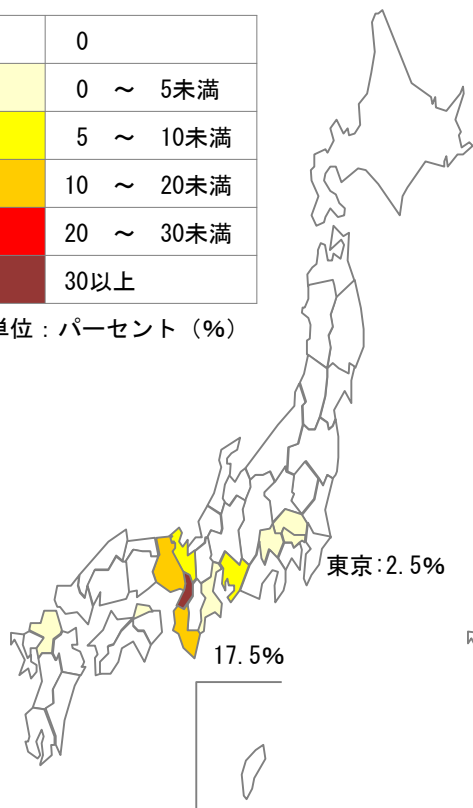 0
0 ～ 5未満
5 ～ 10未満
10 ～ 20未満
20 ～ 30未満
30以上
単位：パーセント（%）
東京:2.5%
17.5%